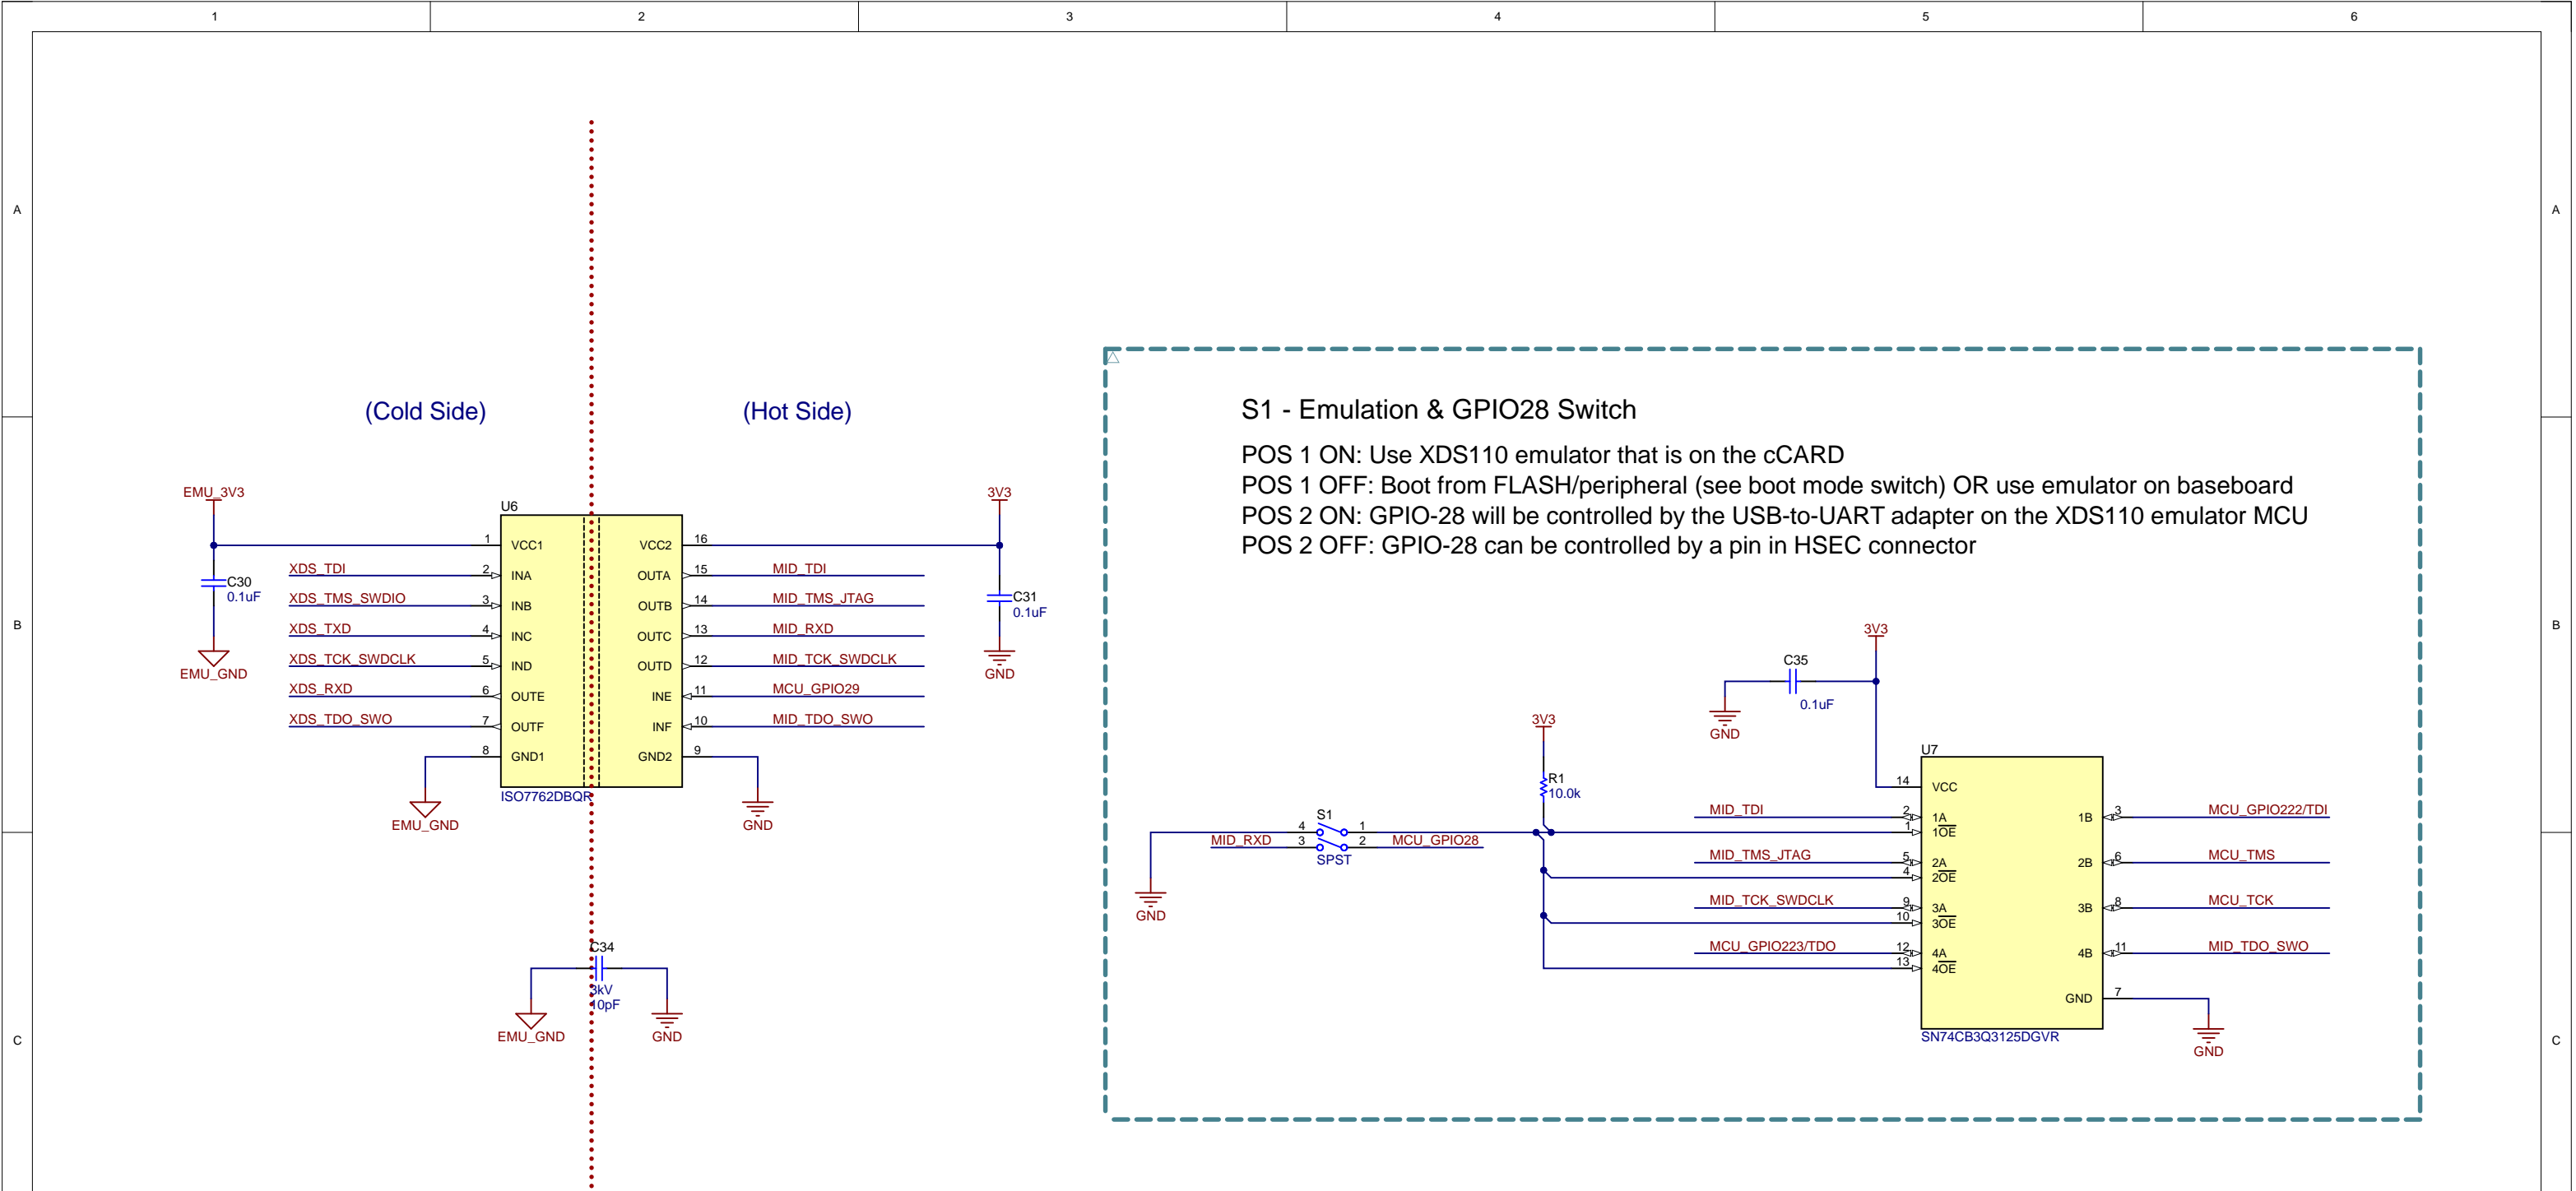 1 2 3 4 5 6
A A
(Cold Side) (Hot Side)
S1 - Emulation & GPIO28 Switch
POS 1 ON: Use XDS110 emulator that is on the cCARD
POS 1 OFF: Boot from FLASH/peripheral (see boot mode switch) OR use emulator on baseboard
POS 2 ON: GPIO-28 will be controlled by the USB-to-UART adapter on the XDS110 emulator MCU
POS 2 OFF: GPIO-28 can be controlled by a pin in HSEC connector
EMU_3V3
U6
3V3
1 VCC1 VCC2 16
XDS_TDI 2 INA OUTA 15 MID_TDI
C30
0.1uF
XDS_TMS_SWDIO 3 INB OUTB 14 MID_TMS_JTAG
C31
0.1uF
B B
XDS_TXD 4 INC OUTC 13 MID_RXD
XDS_TCK_SWDCLK 5 IND OUTD 12 MID_TCK_SWDCLK
EMU_GND
GND
XDS_RXD 6 OUTE INE 11 MCU_GPIO29
XDS_TDO_SWO 7 OUTF INF 10 MID_TDO_SWO
8 GND1 GND2 9
ISO7762DBQR
EMU_GND
GND
3V3
C35
0.1uF
GND
3V3
R1
10.0k
U7
14 VCC
MID_TDI 2 1A 1B 3 MCU_GPIO222/TDI
S1
4 1
1 1OE
MID_RXD 3 2 MCU_GPIO28
SPST
MID_TMS_JTAG 5 2A 2B 6 MCU_TMS
4 2OE
MID_TCK_SWDCLK 9 3A 3B 8 MCU_TCK
10 3OE
GND
MCU_GPIO223/TDO 12 4A 4B 11 MID_TDO_SWO
13 4OE
GND 7
SN74CB3Q3125DGVR
GND
C34
3kV
10pF
EMU_GND
GND
C C